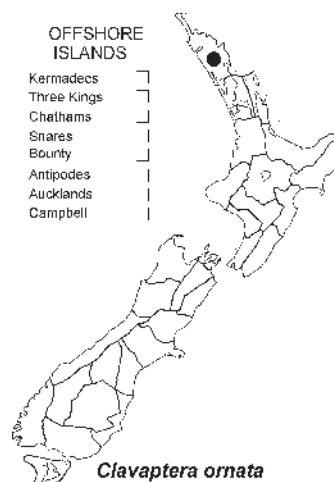 OFFSHORE
ISLANDS
Kermadecs
Three Kings
Chathams
Snares
Bounty
Antipodes
Aucklands
Campbell
Clavaptera ornata